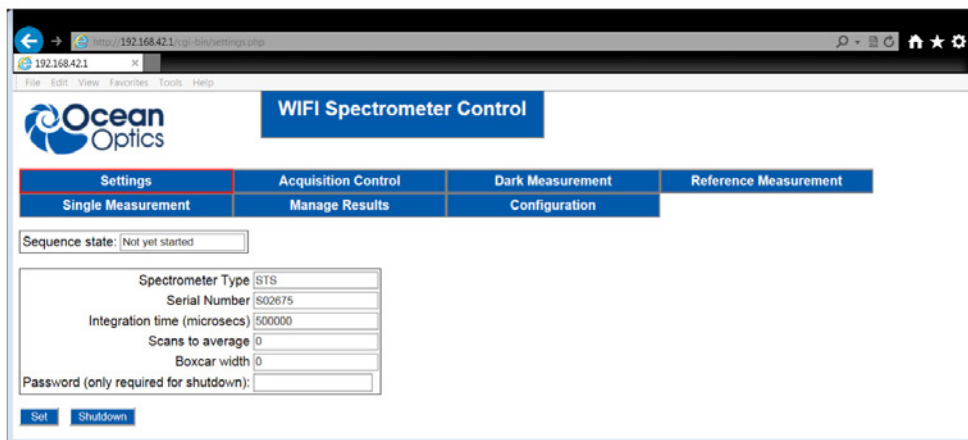 http://192.168.42.1/cgi-bin/settings.php
192.168.42.1
File Edit View Favorites Tools Help
Ocean Optics
WIFI Spectrometer Control
Settings Acquisition Control Dark Measurement Reference Measurement
Single Measurement Manage Results Configuration
Sequence state: Not yet started
Spectrometer Type STS
Serial Number S02675
Integration time (microsecs) 500000
Scans to average 0
Boxcar width 0
Password (only required for shutdown):
Set Shutdown